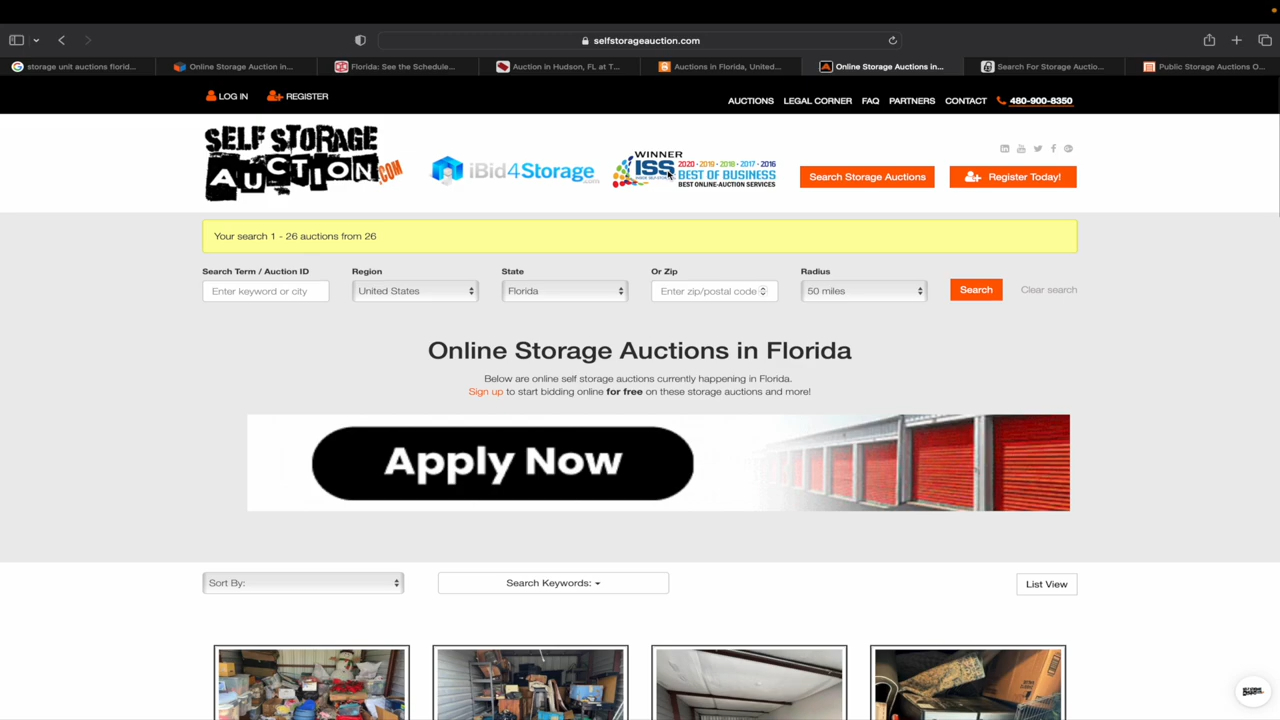 selfstorageauction.com
storage unit auctions florid...
Online Storage Auction in...
Florida: See the Schedule...
Auction in Hudson, FL at T...
Auctions in Florida, United...
Online Storage Auctions in...
Search For Storage Auctio...
Public Storage Auctions O...
LOG IN
REGISTER
AUCTIONS
LEGAL CORNER
FAQ
PARTNERS
CONTACT
480-900-8350
SELF STORAGE
AUCTION.COM
iBid4Storage.com
WINNER
ISS
2020 • 2019 • 2018 • 2017 • 2016
BEST OF BUSINESS
BEST ONLINE-AUCTION SERVICES
Search Storage Auctions
Register Today!
Your search 1 - 26 auctions from 26
Search Term / Auction ID
Region
State
Or Zip
Radius
Enter keyword or city
United States
Florida
Enter zip/postal code
50 miles
Search
Clear search
Online Storage Auctions in Florida
Below are online self storage auctions currently happening in Florida.
Sign up to start bidding online for free on these storage auctions and more!
Apply Now
Sort By:
Search Keywords:
List View